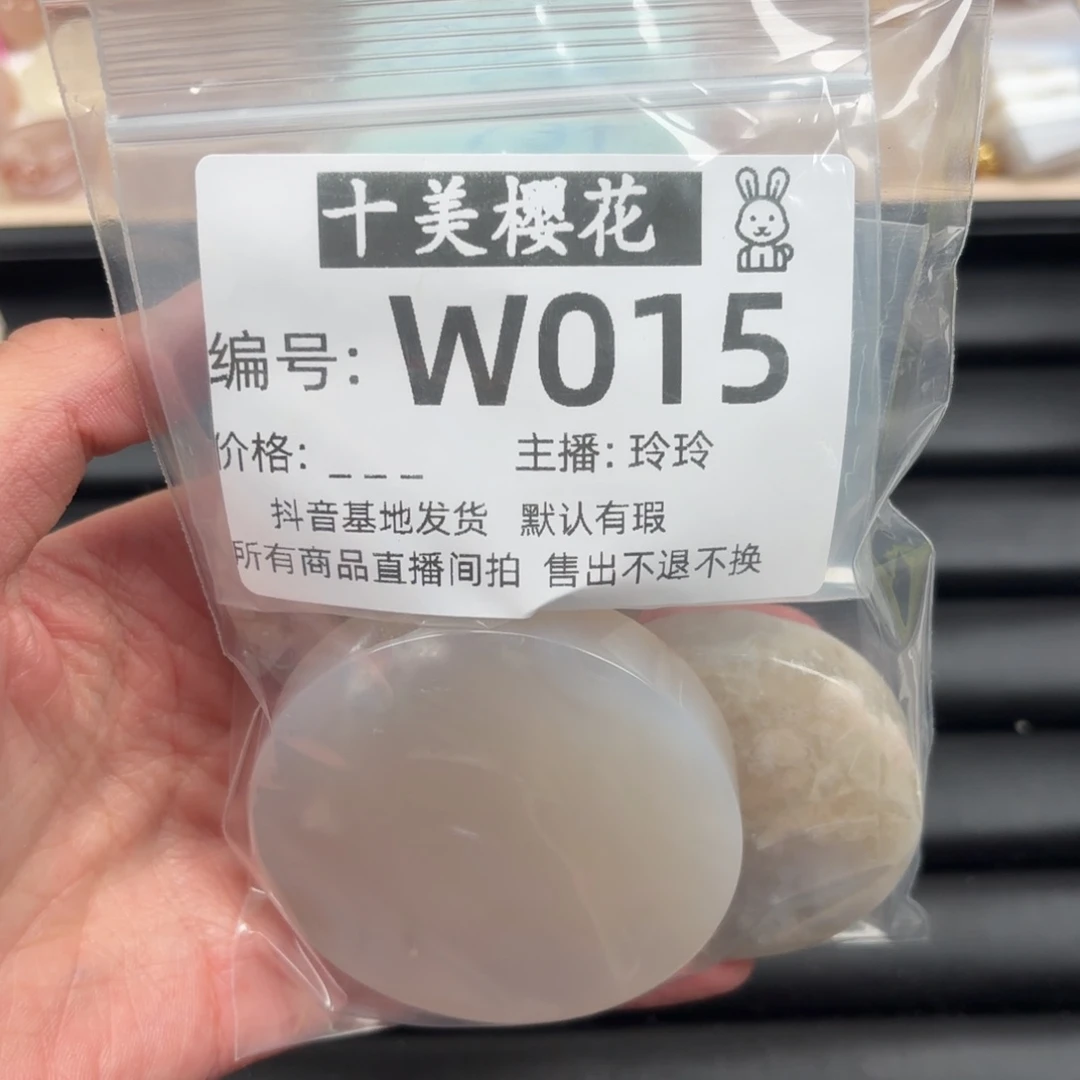 十美樱花
编号: W015
价格: _ _ _ 主播: 玲玲
抖音基地发货 默认有瑕
所有商品直播间拍 售出不退不换